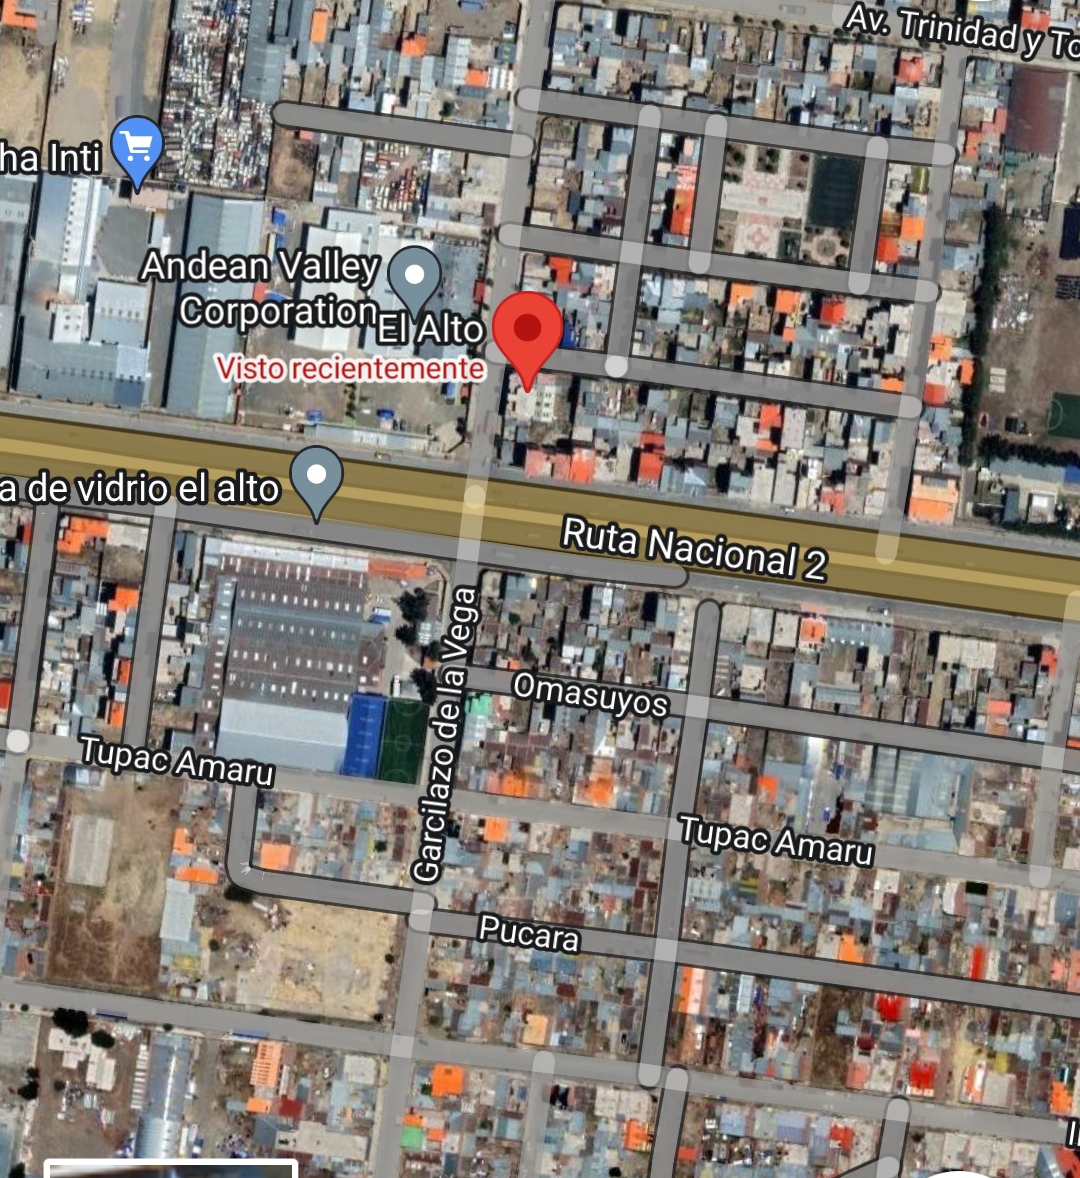 Av. Trinidad y To
ha Inti
Andean Valley
Corporation
El Alto
Visto recientemente
a de vidrio el alto
Ruta Nacional 2
Garcilazo de la Vega
Omasuyos
Tupac Amaru
Tupac Amaru
Pucara